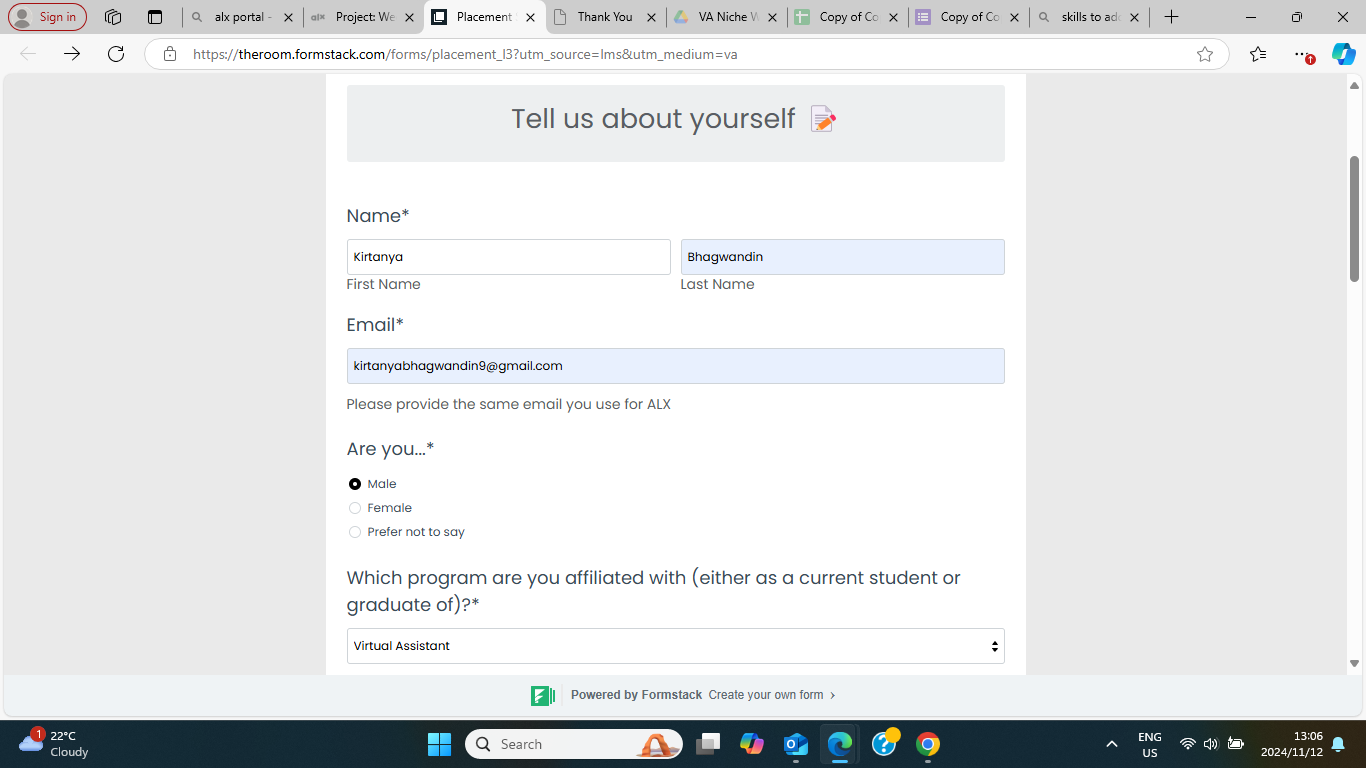 Sign in
alx portal -
Project: We
Placement
Thank You
VA Niche W
Copy of Co
Copy of Co
skills to ad
https://theroom.formstack.com/forms/placement_l3?utm_source=lms&utm_medium=va
Tell us about yourself
Name*
Kirtanya
Bhagwandin
First Name
Last Name
Email*
kirtanyabhagwandin9@gmail.com
Please provide the same email you use for ALX
Are you...*
Male
Female
Prefer not to say
Which program are you affiliated with (either as a current student or
graduate of)?*
Virtual Assistant
Powered by Formstack Create your own form ›
1
22°C
Cloudy
Search
ENG
US
13:06
2024/11/12